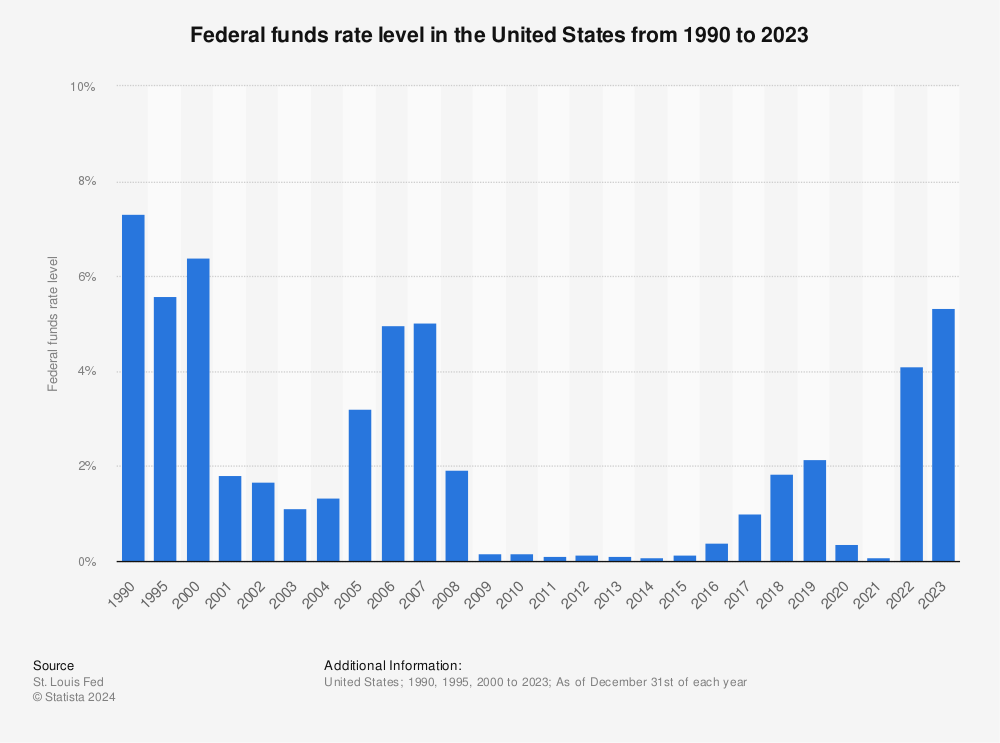 Federal funds rate level in the United States from 1990 to 2023
10%
8%
6%
4%
2%
0%
Federal funds rate level
1990 1995 2000 2001 2002 2003 2004 2005 2006 2007 2008 2009 2010 2011 2012 2013 2014 2015 2016 2017 2018 2019 2020 2021 2022 2023
Source
St. Louis Fed
© Statista 2024
Additional Information:
United States; 1990, 1995, 2000 to 2023; As of December 31st of each year